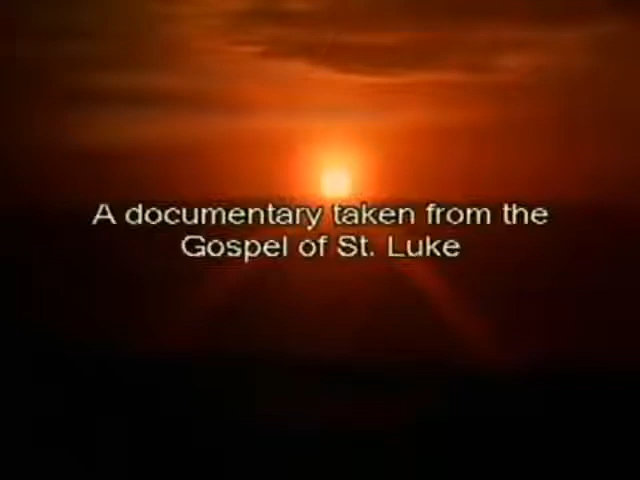 A documentary taken from the
Gospel of St. Luke